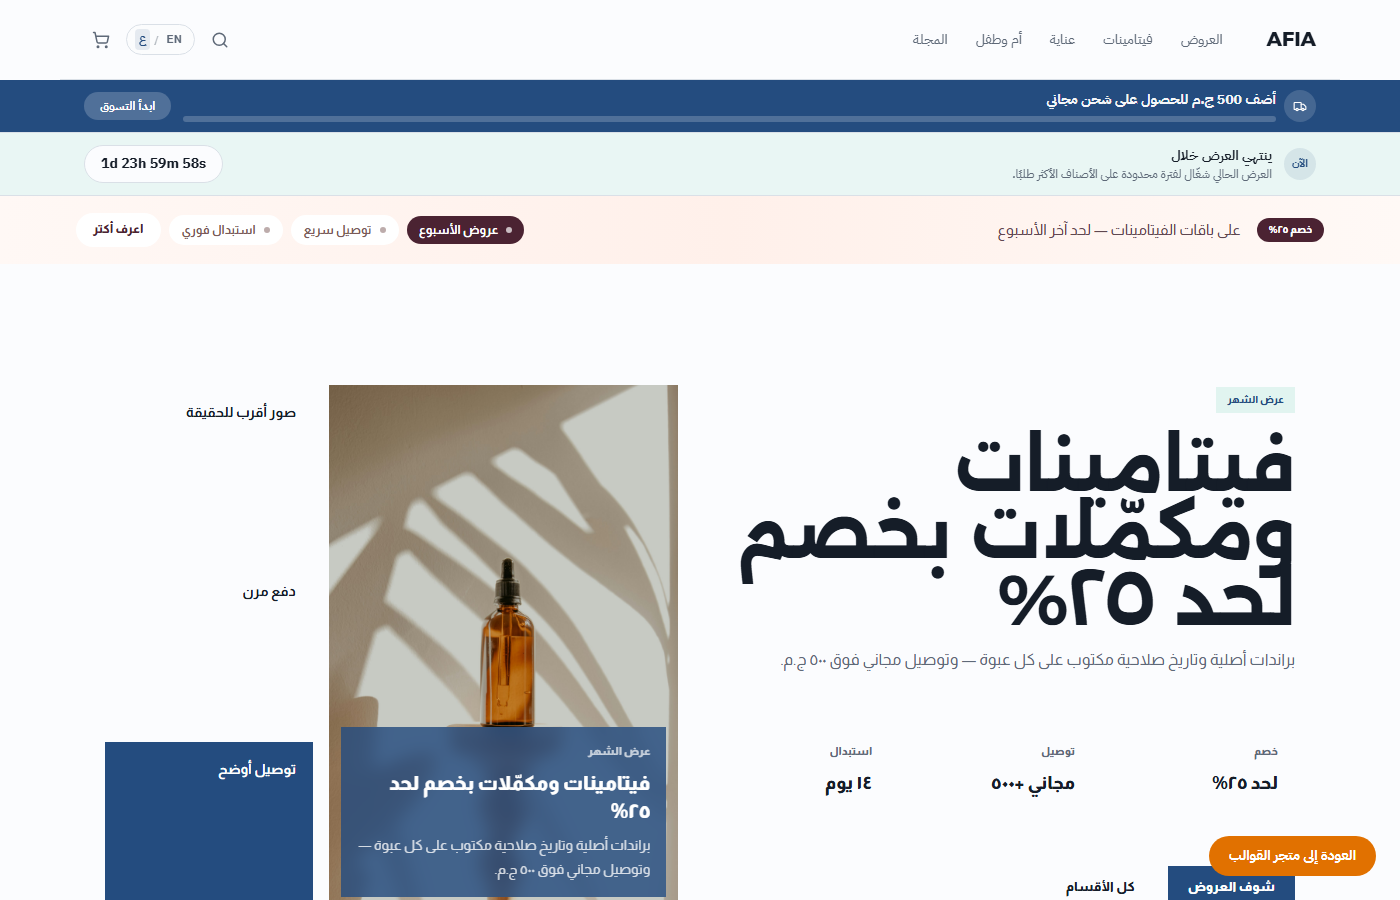 AFIA
العروض
فيتامينات
عناية
أم وطفل
المجلة
EN / ع
أضف 500 ج.م للحصول على شحن مجاني
ابدأ التسوق
الآن
ينتهي العرض خلال
العرض الحالي شغّال لفترة محدودة على الأصناف الأكثر طلبًا.
1d 23h 59m 58s
خصم ٢٥%
على باقات الفيتامينات — لحد آخر الأسبوع
عروض الأسبوع
توصيل سريع
استبدال فوري
اعرف أكتر
عرض الشهر
فيتامينات
ومكمّلات بخصم
لحد ٢٥%
براندات أصلية وتاريخ صلاحية مكتوب على كل عبوة — وتوصيل مجاني فوق ٥٠٠ ج.م.
خصم
لحد ٢٥%
توصيل
مجاني +٥٠٠
استبدال
١٤ يوم
شوف العروض
كل الأقسام
عرض الشهر
فيتامينات ومكمّلات بخصم لحد
٢٥%
براندات أصلية وتاريخ صلاحية مكتوب على كل عبوة —
وتوصيل مجاني فوق ٥٠٠ ج.م.
صور أقرب للحقيقة
دفع مرن
توصيل أوضح
العودة إلى متجر القوالب